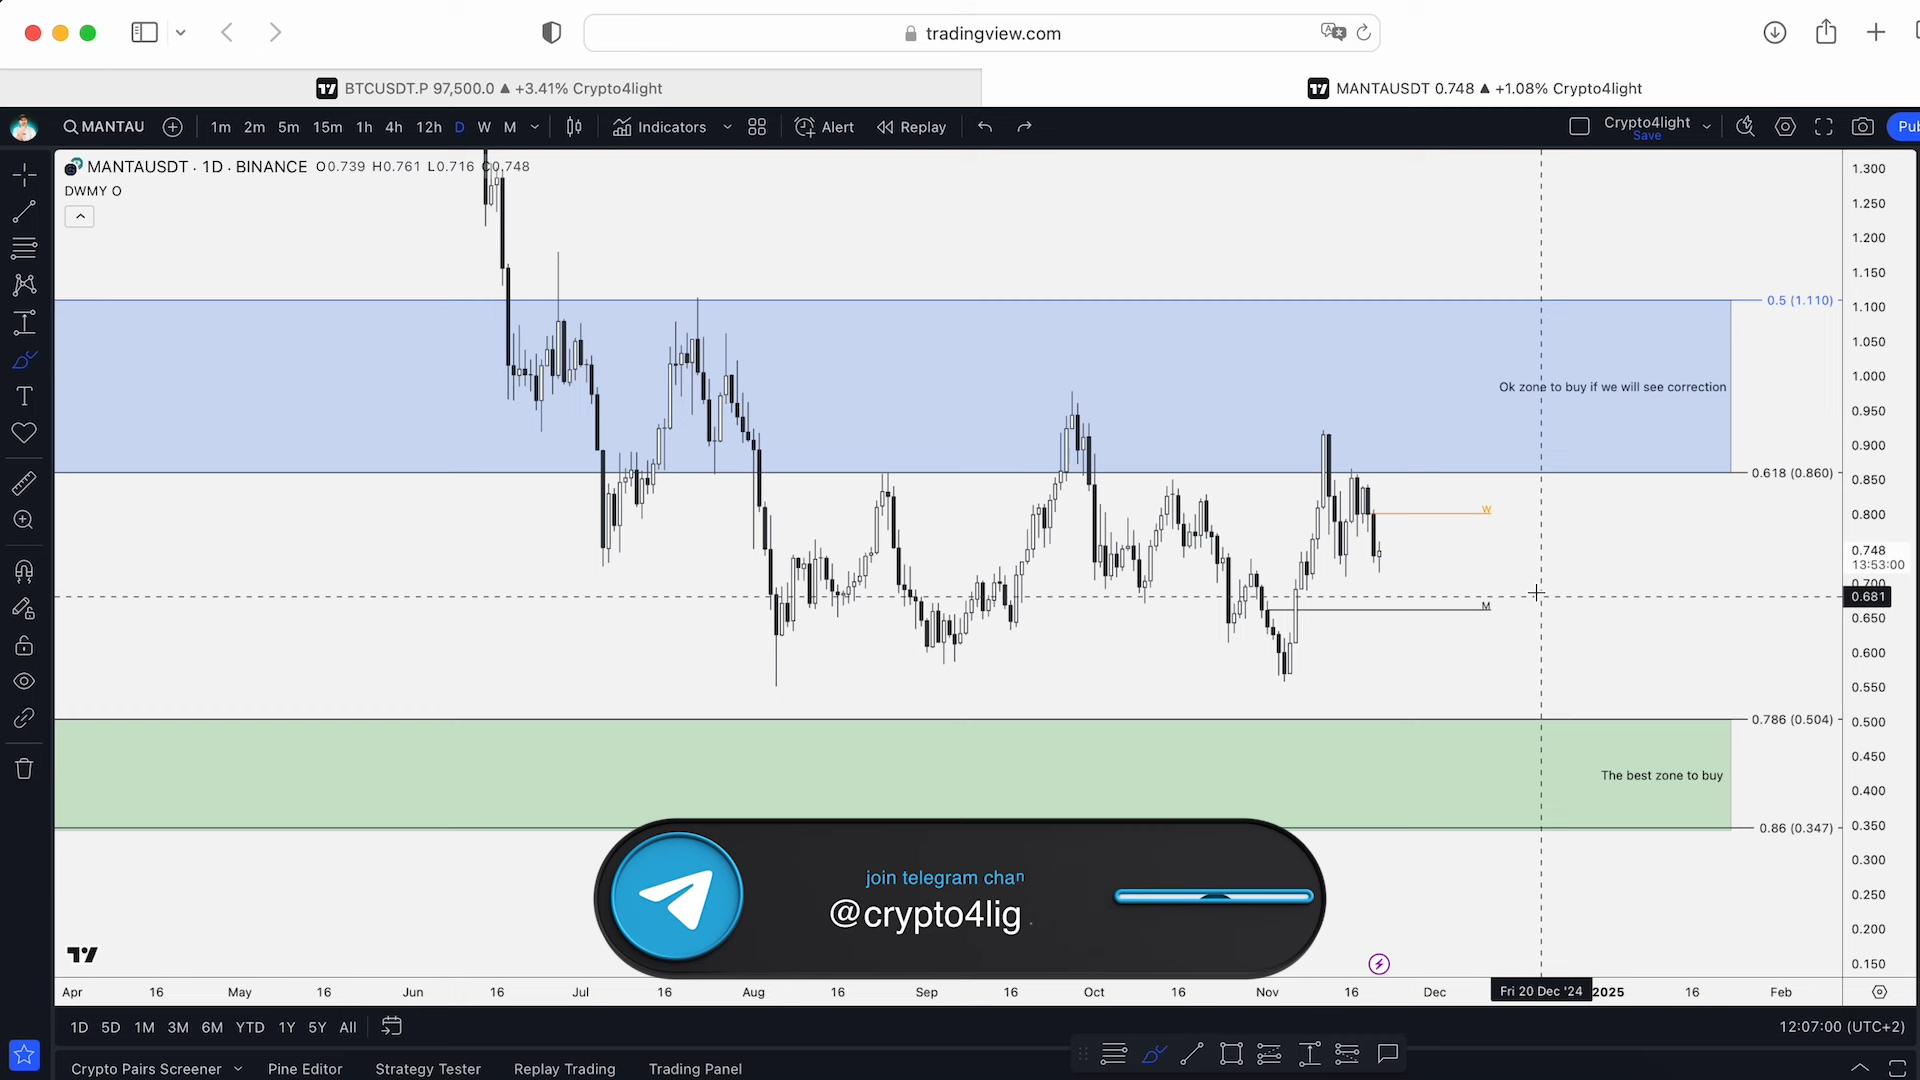 tradingview.com
BTCUSDT.P 97,500.0 ▲ +3.41% Crypto4light
MANTAUSDT 0.748 ▲ +1.08% Crypto4light
MANTAU
1m 2m 5m 15m 1h 4h 12h D W M
Indicators
Alert
Replay
Crypto4light
Save
Pub
MANTAUSDT · 1D · BINANCE O0.739 H0.761 L0.716 C0.748
DWMY O
1.300
1.250
1.200
1.150
0.5 (1.110)
1.100
1.050
1.000
Ok zone to buy if we will see correction
0.950
0.900
0.618 (0.860)
0.850
W
0.800
0.748
13:53:00
0.700
0.681
M
0.650
0.600
0.550
0.786 (0.504)
0.500
0.450
The best zone to buy
0.400
0.86 (0.347)
0.350
0.300
join telegram chan
@crypto4lig
0.250
0.200
0.150
Apr 16 May 16 Jun 16 Jul 16 Aug 16 Sep 16 Oct 16 Nov 16 Dec Fri 20 Dec '24 2025 16 Feb
1D 5D 1M 3M 6M YTD 1Y 5Y All
12:07:00 (UTC+2)
Crypto Pairs Screener
Pine Editor
Strategy Tester
Replay Trading
Trading Panel